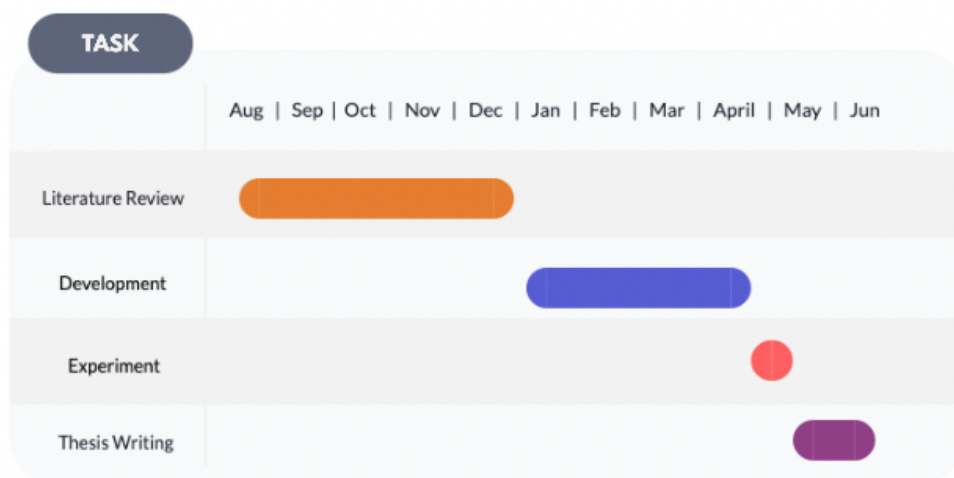 TASK
Aug | Sep | Oct | Nov | Dec | Jan | Feb | Mar | April | May | Jun
Literature Review
Development
Experiment
Thesis Writing